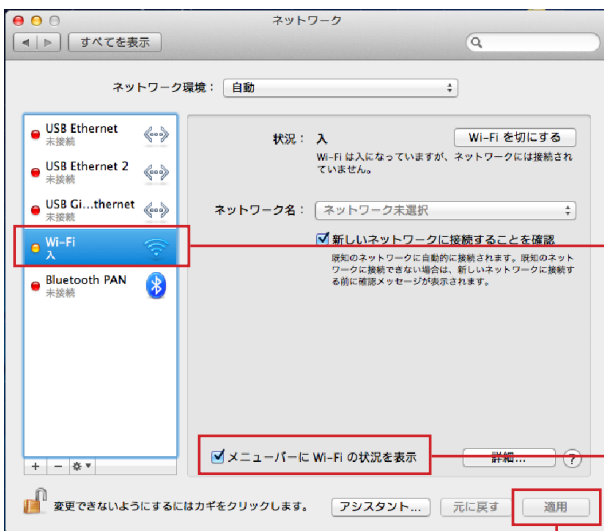 ネットワーク
すべてを表示
ネットワーク環境： 自動
USB Ethernet
未接続
USB Ethernet 2
未接続
USB Gi...thernet
未接続
Wi-Fi
入
Bluetooth PAN
未接続
状況： 入
Wi-Fi を切にする
Wi-Fi は入になっていますが、ネットワークには接続され
ていません。
ネットワーク名： ネットワーク未選択
新しいネットワークに接続することを確認
既知のネットワークに自動的に接続されます。既知のネット
ワークに接続できない場合は、新しいネットワークに接続す
る前に確認メッセージが表示されます。
メニューバーに Wi-Fi の状況を表示
詳細... ?
+ −
変更できないようにするにはカギをクリックします。
アシスタント... 元に戻す 適用